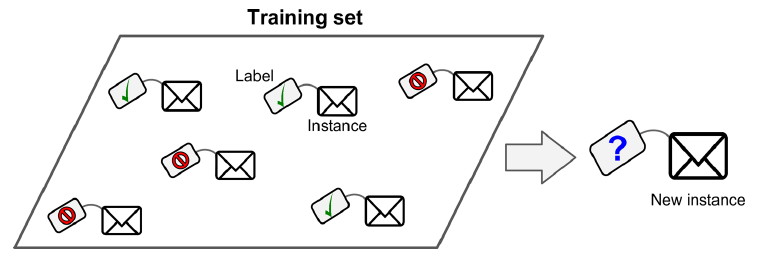 Training set
Label
Instance
?
New instance